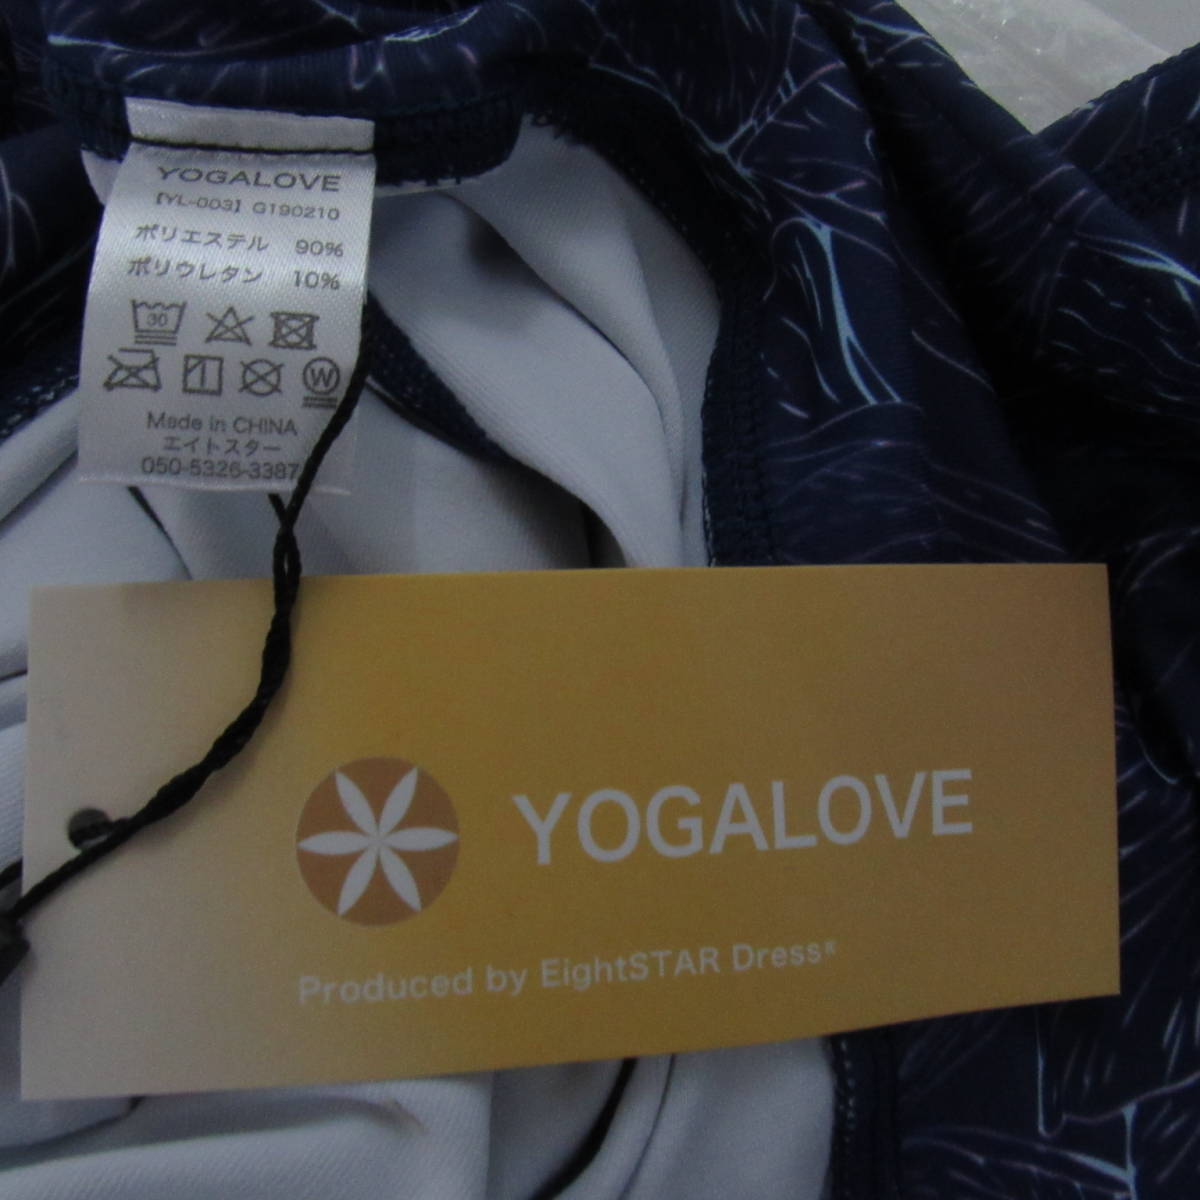 YOGALOVE
【YL-003】 G190210
ポリエステル 90%
ポリウレタン 10%
30
W
Made in CHINA
エイトスター
050-5326-3387
YOGALOVE
Produced by EightSTAR Dress®